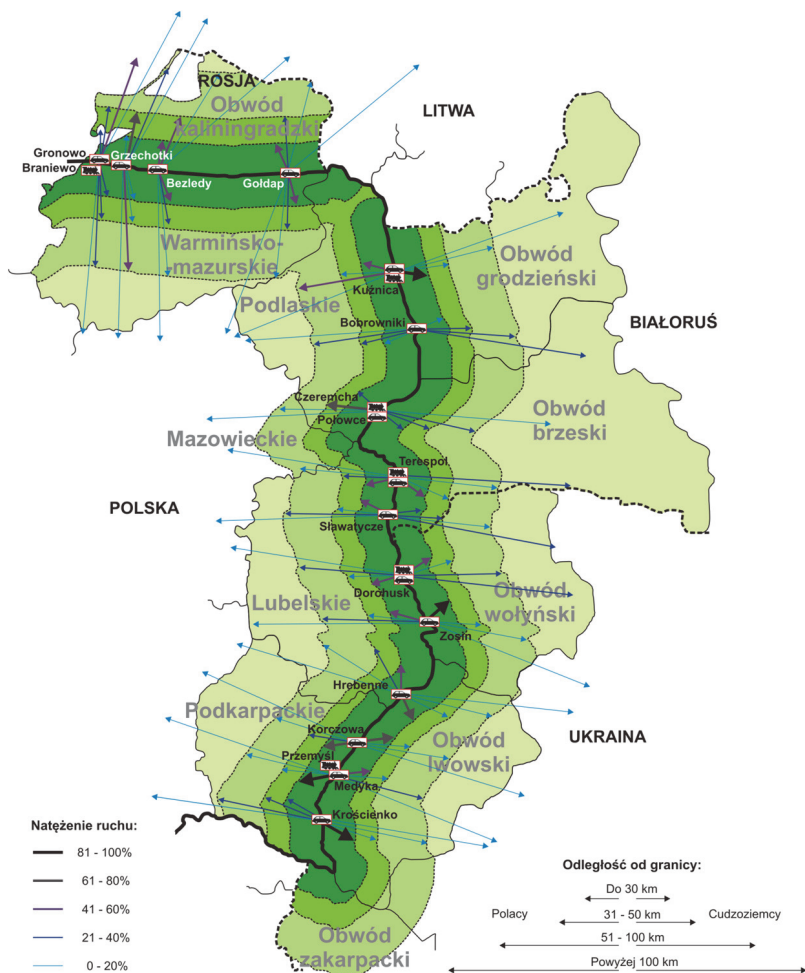 ROSJA
Obwód
kaliningradzki
LITWA
Gronowo
Grzechotki
Braniewo
Bezledy
Gołdap
Warmińsko-
mazurskie
Obwód
grodzieński
Kuźnica
Podlaskie
Bobrowniki
BIAŁORUŚ
Czeremcha
Połowce
Obwód
brzeski
Mazowieckie
Terespol
POLSKA
Sławatycze
Dorohusk
Lubelskie
Obwód
wołyński
Zosin
Hrebenne
Podkarpackie
Korczowa
UKRAINA
Obwód
lwowski
Przemyśl
Medyka
Krościenko
Natężenie ruchu:
81 - 100%
61 - 80%
41 - 60%
21 - 40%
0 - 20%
Odległość od granicy:
Do 30 km
Polacy
31 - 50 km
Cudzoziemcy
51 - 100 km
Powyżej 100 km
Obwód
zakarpacki